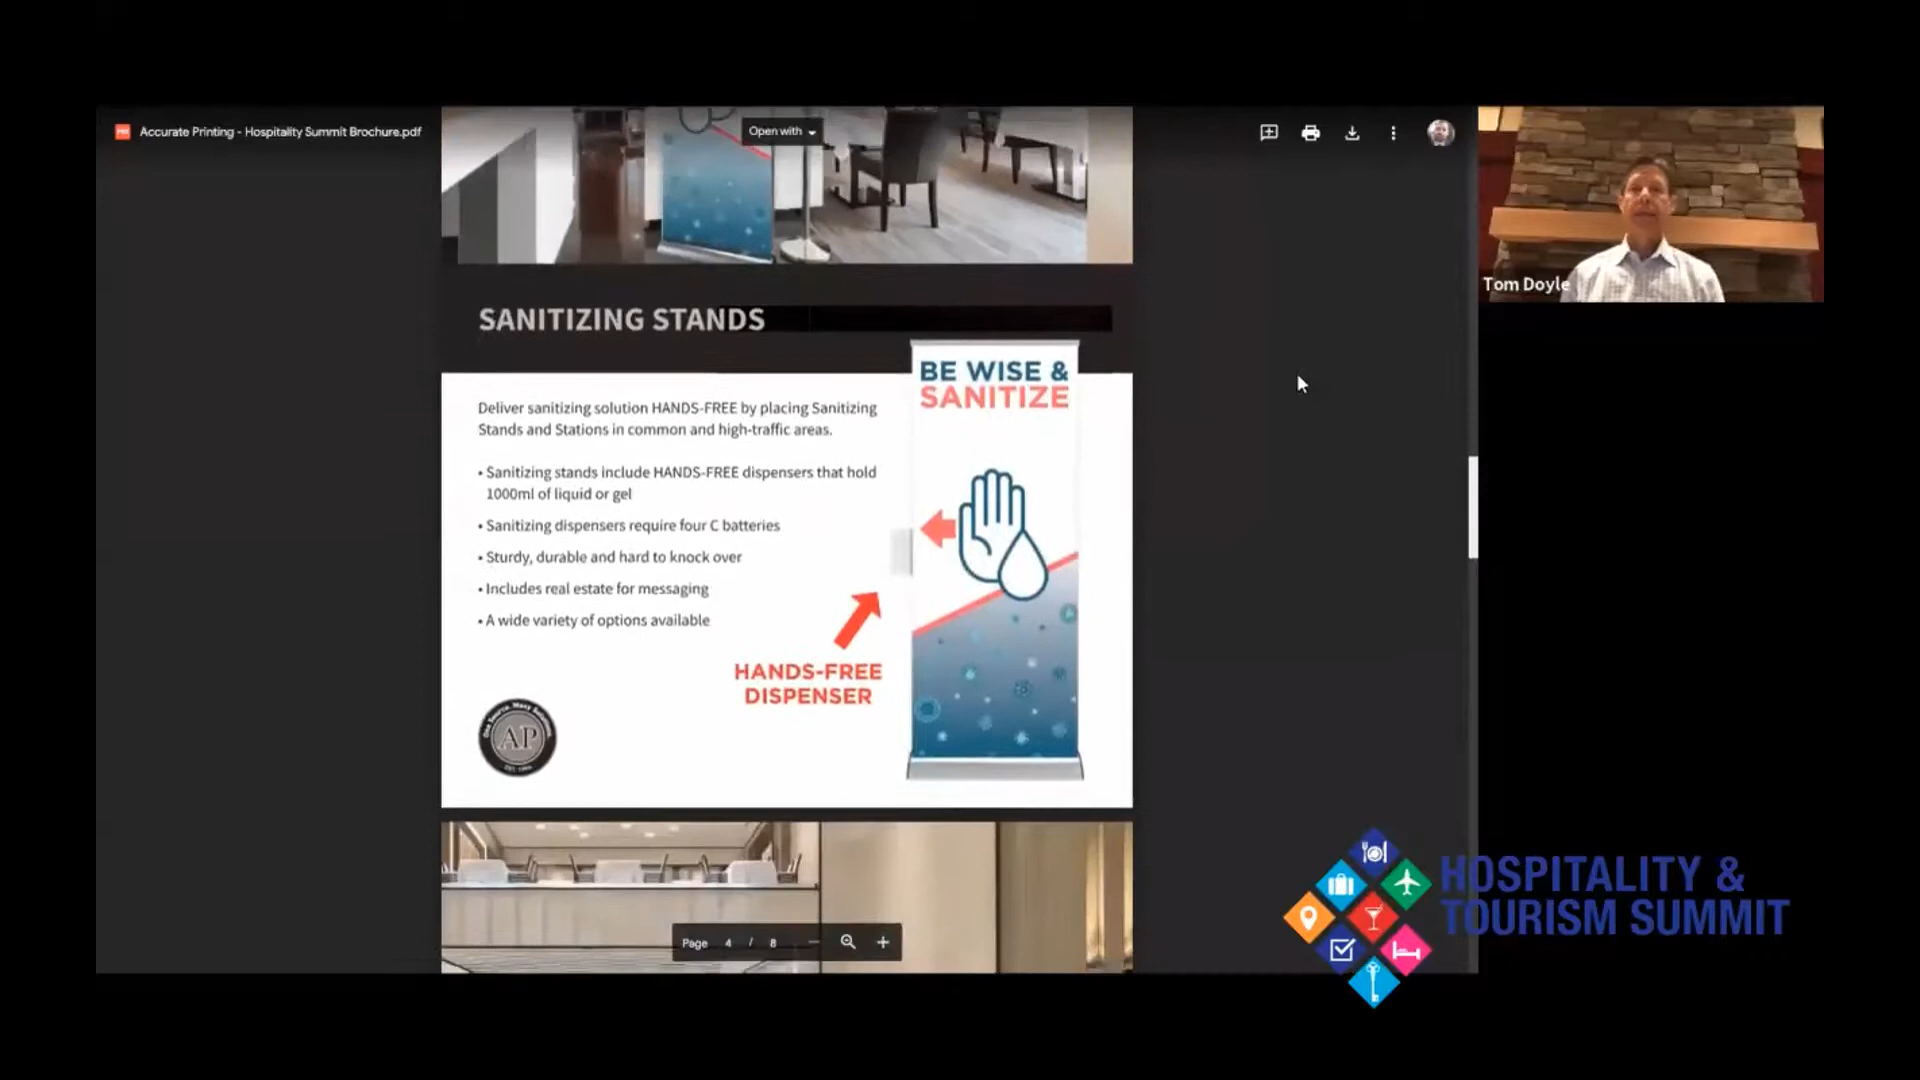 Accurate Printing - Hospitality Summit Brochure.pdf
Open with
Tom Doyle
SANITIZING STANDS
Deliver sanitizing solution HANDS-FREE by placing Sanitizing
Stands and Stations in common and high-traffic areas.
• Sanitizing stands include HANDS-FREE dispensers that hold
1000ml of liquid or gel
• Sanitizing dispensers require four C batteries
• Sturdy, durable and hard to knock over
• Includes real estate for messaging
• A wide variety of options available
BE WISE &
SANITIZE
HANDS-FREE
DISPENSER
One Source. Many Solutions.
AP
Page 4 / 8
HOSPITALITY &
TOURISM SUMMIT